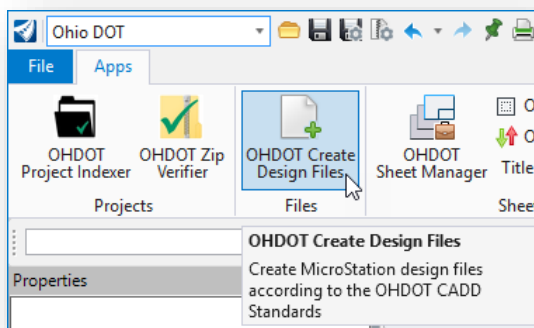 Ohio DOT
File Apps
OHDOT Project Indexer
OHDOT Zip Verifier
OHDOT Create Design Files
OHDOT Sheet Manager
Title
Projects Files
Properties
OHDOT Create Design Files
Create MicroStation design files
according to the OHDOT CADD
Standards